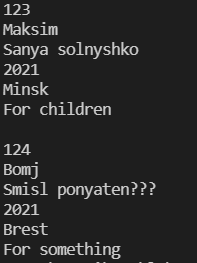 123
Maksim
Sanya solnyshko
2021
Minsk
For children

124
Bomj
Smisl ponyaten???
2021
Brest
For something